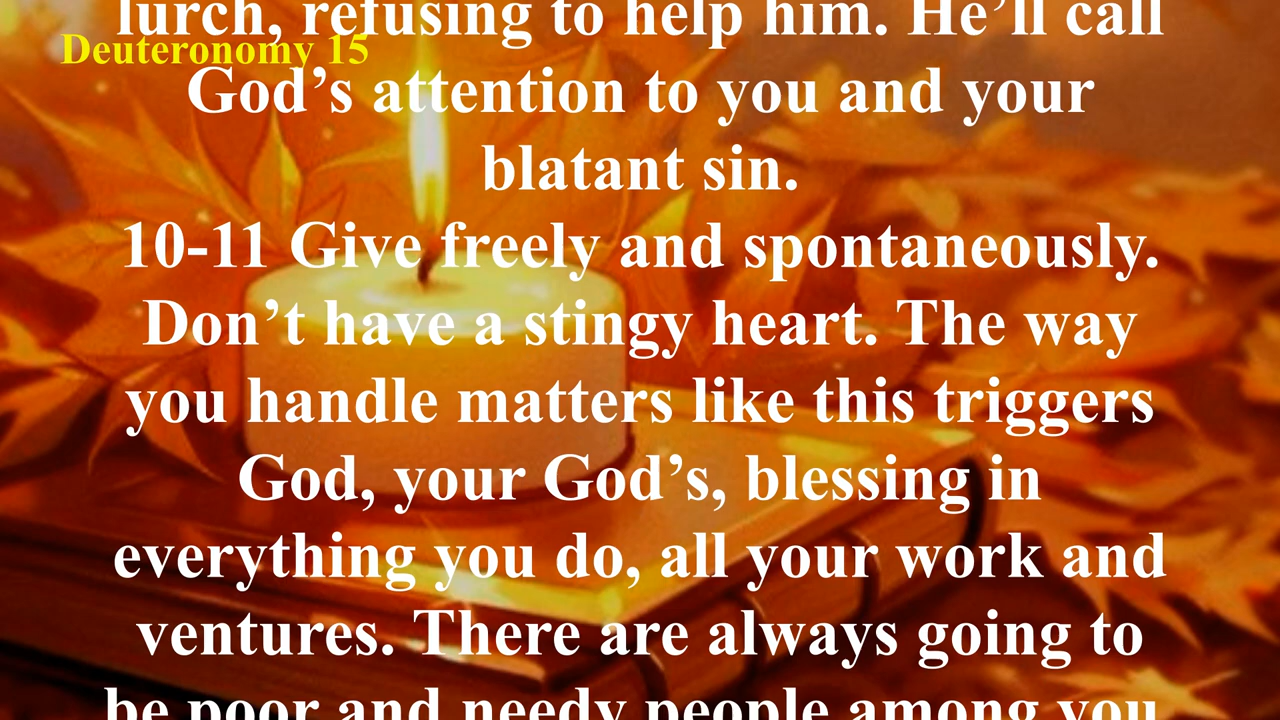 lurch, refusing to help him. He’ll call
Deuteronomy 15
God’s attention to you and your
blatant sin.
10-11 Give freely and spontaneously.
Don’t have a stingy heart. The way
you handle matters like this triggers
God, your God’s, blessing in
everything you do, all your work and
ventures. There are always going to
be poor and needy people among you